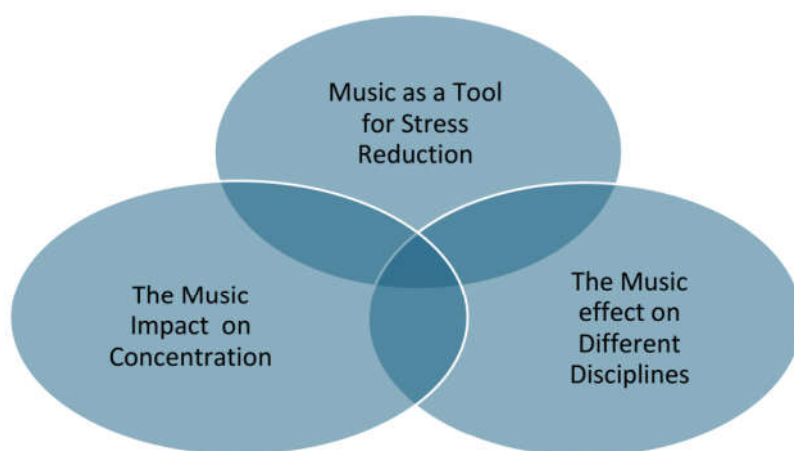 Music as a Tool
for Stress
Reduction
The Music
Impact on
Concentration
The Music
effect on
Different
Disciplines